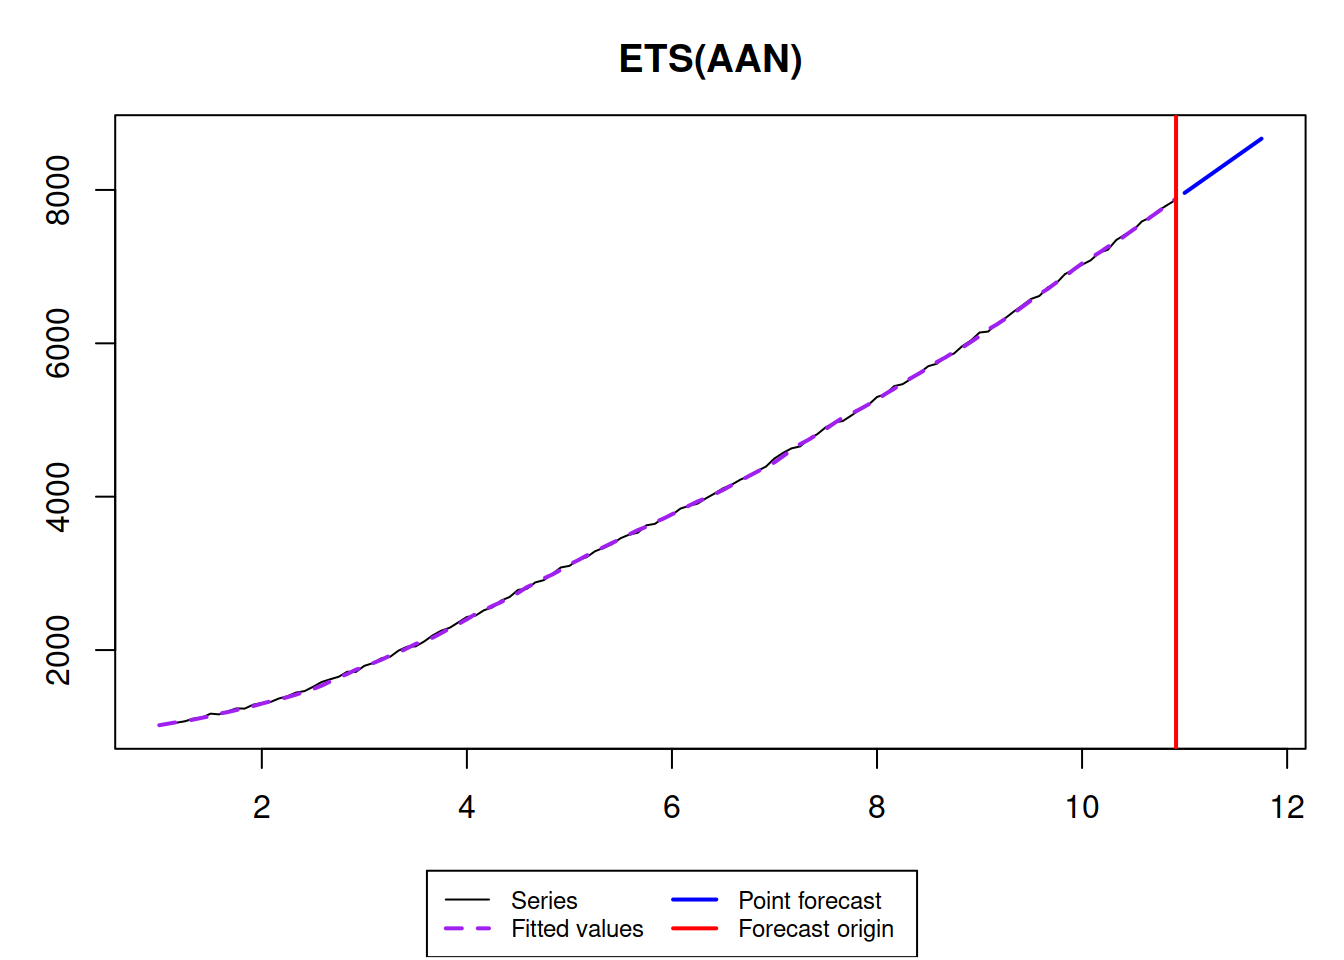 ETS(AAN)
8000
6000
4000
2000
2 4 6 8 10 12
Series Point forecast
Fitted values Forecast origin